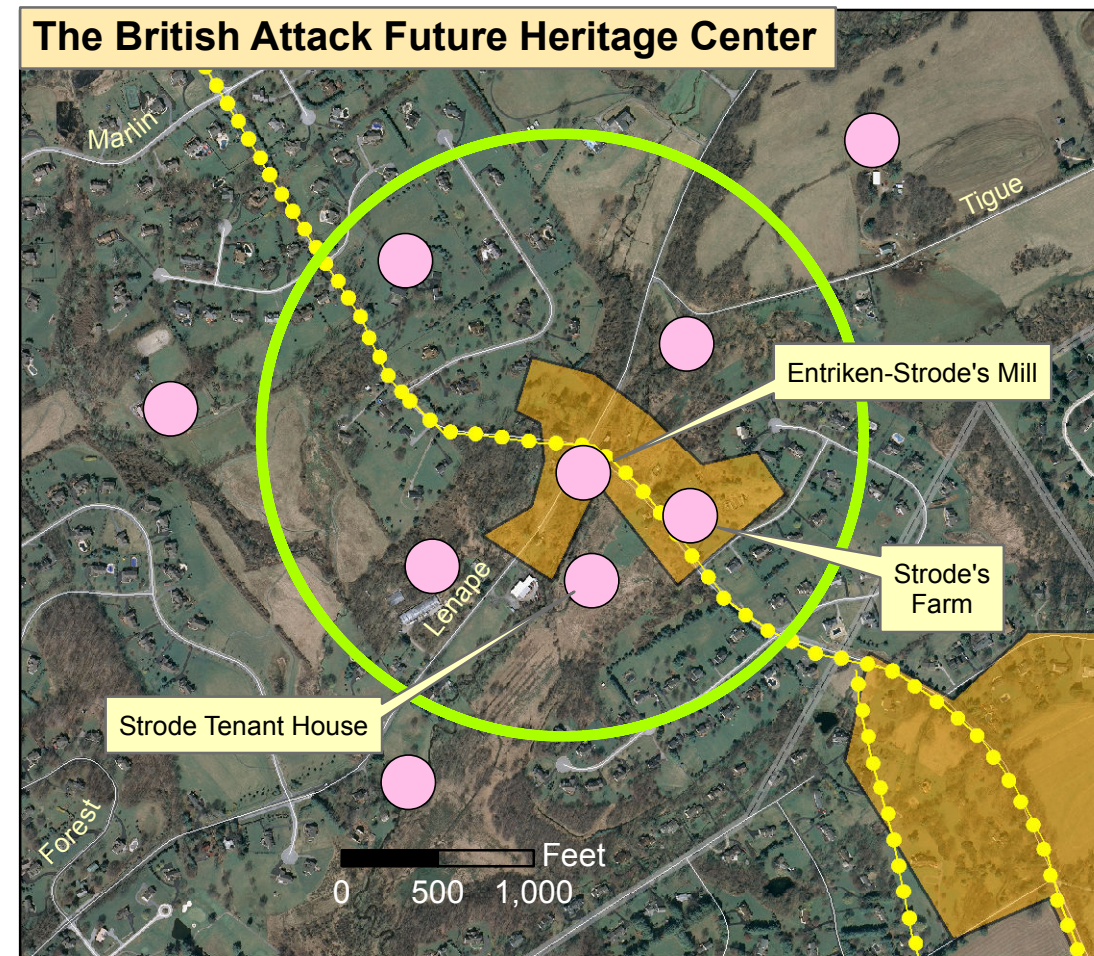 The British Attack Future Heritage Center
Marlin
Tigue
Entriken-Strode's Mill
Strode's
Farm
Lenape
Strode Tenant House
Forest
Feet
0 500 1,000